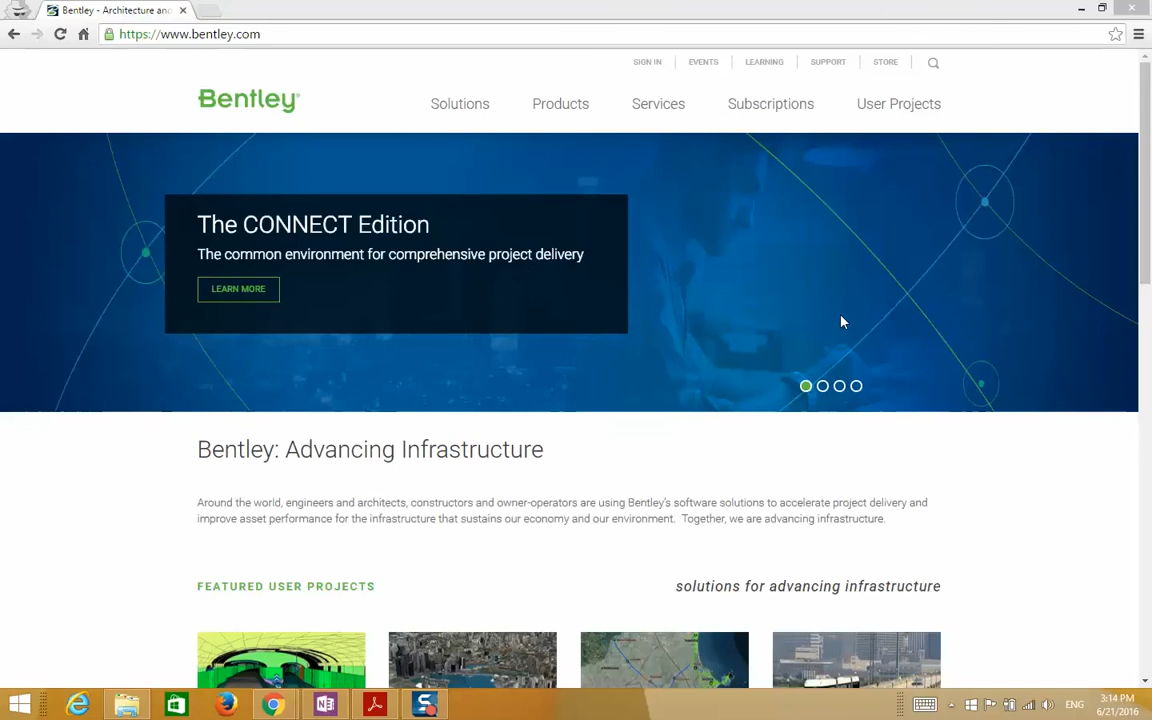 Bentley - Architecture and
https://www.bentley.com
SIGN IN EVENTS LEARNING SUPPORT STORE
Bentley®
Solutions Products Services Subscriptions User Projects
The CONNECT Edition
The common environment for comprehensive project delivery
LEARN MORE
Bentley: Advancing Infrastructure
Around the world, engineers and architects, constructors and owner-operators are using Bentley's software solutions to accelerate project delivery and
improve asset performance for the infrastructure that sustains our economy and our environment. Together, we are advancing infrastructure.
FEATURED USER PROJECTS
solutions for advancing infrastructure
ENG
3:14 PM
6/21/2016